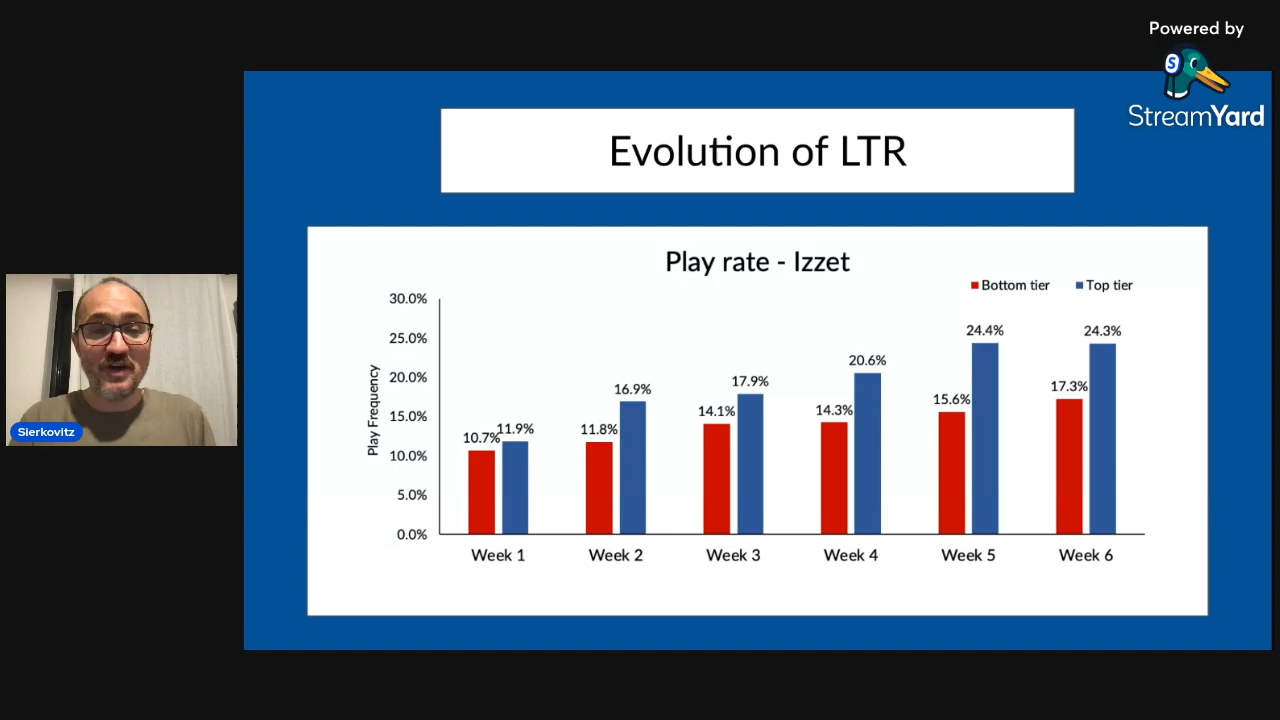 Powered by
S
StreamYard
Evolution of LTR
Play rate - Izzet
Bottom tier Top tier
Play Frequency
30.0%
25.0%
20.0%
15.0%
10.0%
5.0%
0.0%
10.7% 11.9%
11.8% 16.9%
14.1% 17.9%
14.3% 20.6%
15.6% 24.4%
17.3% 24.3%
Week 1 Week 2 Week 3 Week 4 Week 5 Week 6
Sierkovitz